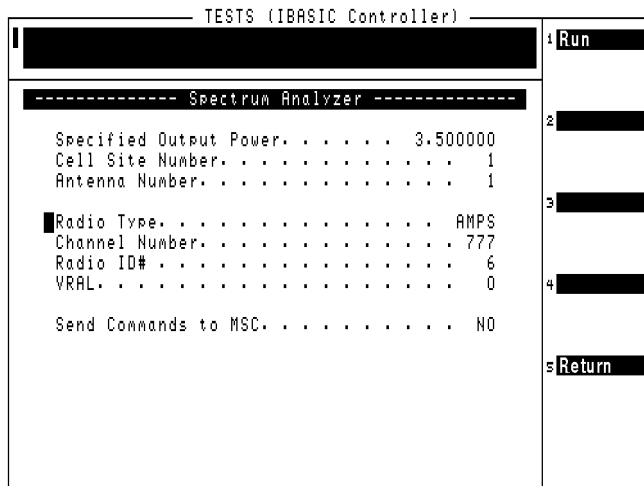 TESTS (IBASIC Controller)
1 Run
-------------- Spectrum Analyzer --------------
2
Specified Output Power. . . . . . 3.500000
Cell Site Number. . . . . . . . . . . . 1
Antenna Number. . . . . . . . . . . . . 1
3
Radio Type. . . . . . . . . . . . . . AMPS
Channel Number. . . . . . . . . . . . . 777
Radio ID# . . . . . . . . . . . . . . . 6
VRAL. . . . . . . . . . . . . . . . . . 0
4
Send Commands to MSC. . . . . . . . . . NO
5 Return